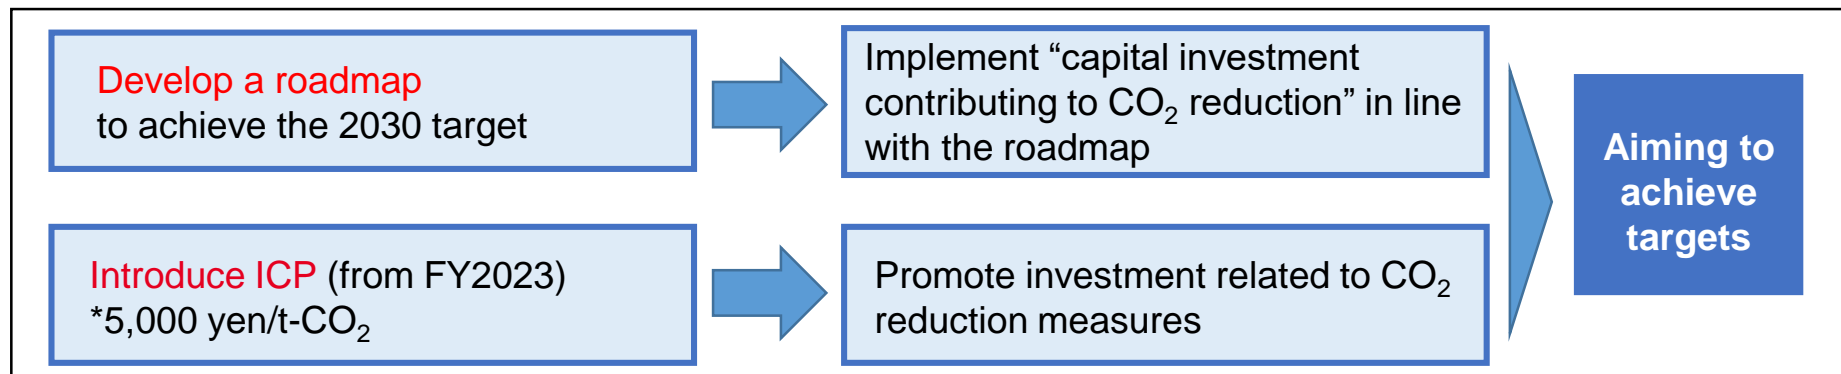 Develop a roadmap
to achieve the 2030 target
Implement “capital investment
contributing to CO₂ reduction” in line
with the roadmap
Introduce ICP (from FY2023)
*5,000 yen/t-CO₂
Promote investment related to CO₂
reduction measures
Aiming to
achieve
targets